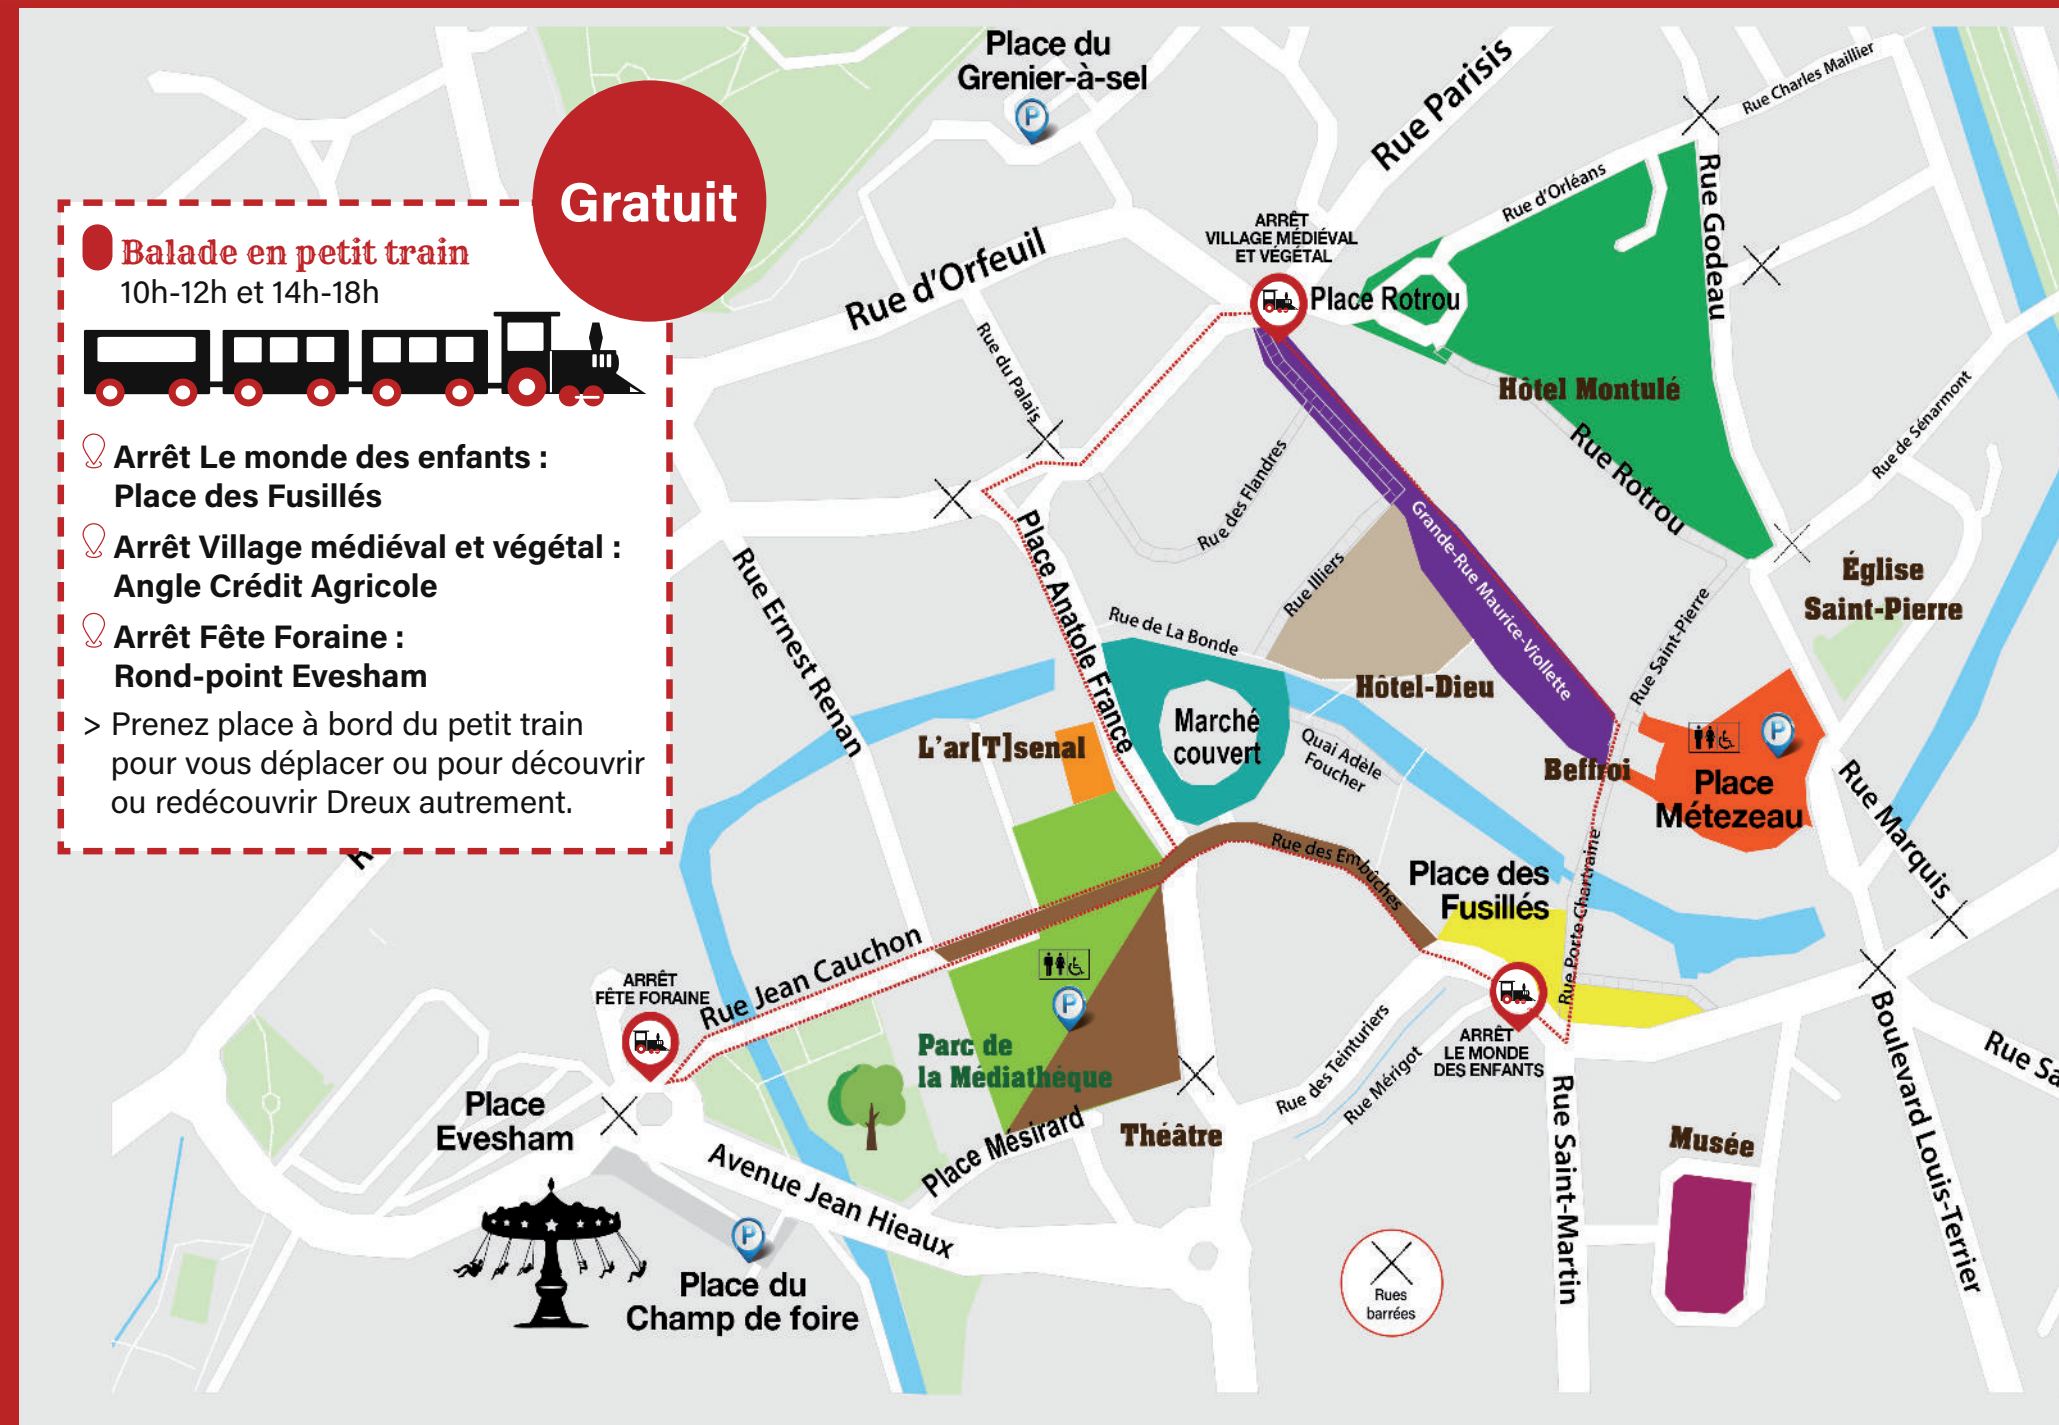 Gratuit
Balade en petit train
10h-12h et 14h-18h
Arrêt Le monde des enfants :
Place des Fusillés
Arrêt Village médiéval et végétal :
Angle Crédit Agricole
Arrêt Fête Foraine :
Rond-point Evesham
> Prenez place à bord du petit train
pour vous déplacer ou pour découvrir
ou redécouvrir Dreux autrement.
Place du
Grenier-à-sel
P
Rue Parisis
Rue Charles Maillier
Rue d'Orléans
Rue Godeau
ARRÊT
VILLAGE MÉDIÉVAL
ET VÉGÉTAL
Place Rotrou
Rue d'Orfeuil
Rue du Palais
Hôtel Montulé
Rue Rotrou
Rue de Sénarmont
Rue des Flandres
Grande-Rue Maurice-Viollette
Place Anatole France
Rue Ernest Renan
Rue Illiers
Rue de La Bonde
Rue Saint-Pierre
Église
Saint-Pierre
Hôtel-Dieu
Marché
couvert
Quai Adèle
Foucher
L'ar[T]senal
Beffroi
P
Place
Métezeau
Rue Marquis
Rue des Embûches
Place des
Fusillés
Rue Porte Chartraine
Rue Jean Cauchon
ARRÊT
FÊTE FORAINE
P
Parc de
la Médiathèque
ARRÊT
LE MONDE
DES ENFANTS
Rue des Teinturiers
Rue Mérigot
Place
Evesham
Place Mésirard
Théâtre
Avenue Jean Hieaux
P
Place du
Champ de foire
Rue Saint-Martin
Musée
Boulevard Louis-Terrier
Rue Sa
Rues
barrées